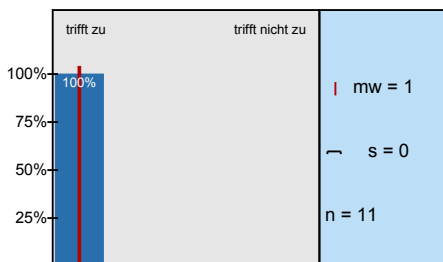 trifft zu trifft nicht zu
100%
100%
mw = 1
75%
s = 0
50%
n = 11
25%